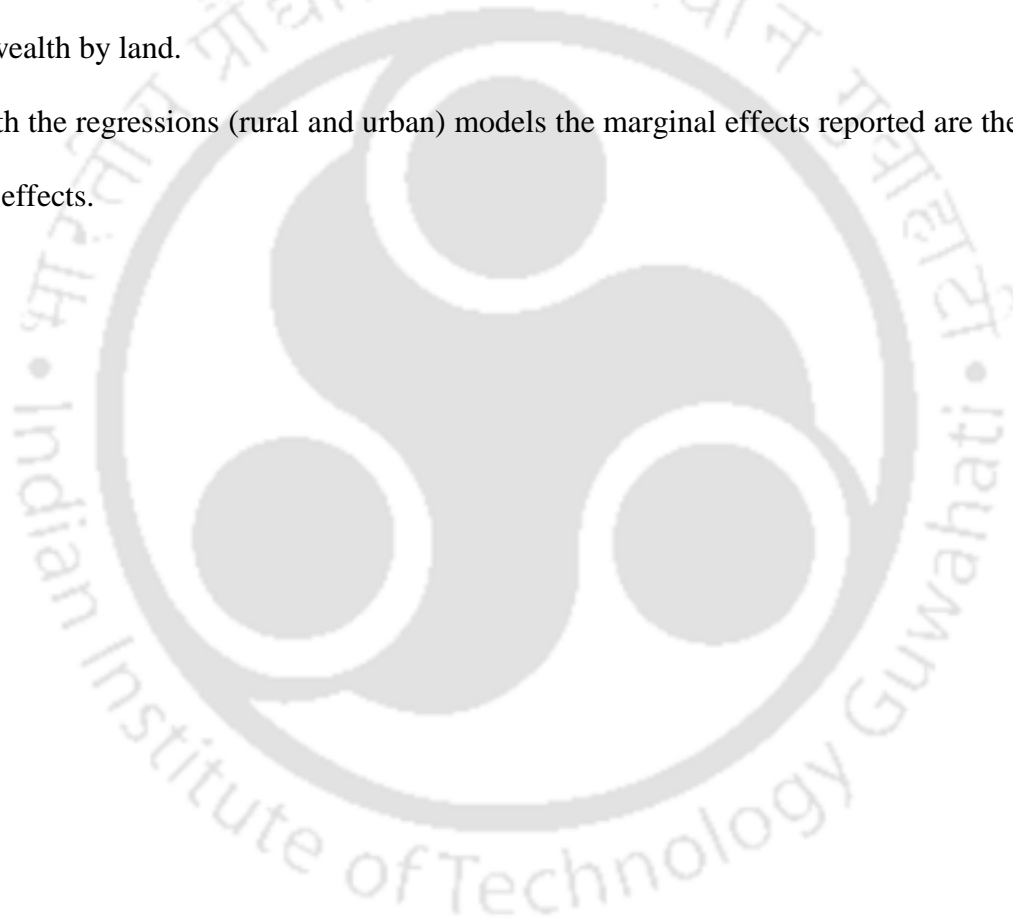 wealth by land.
th the regressions (rural and urban) models the marginal effects reported are the
effects.
भारतीय प्रौद्योगिकी संस्थान गुवाहाटी
Indian Institute of Technology Guwahati